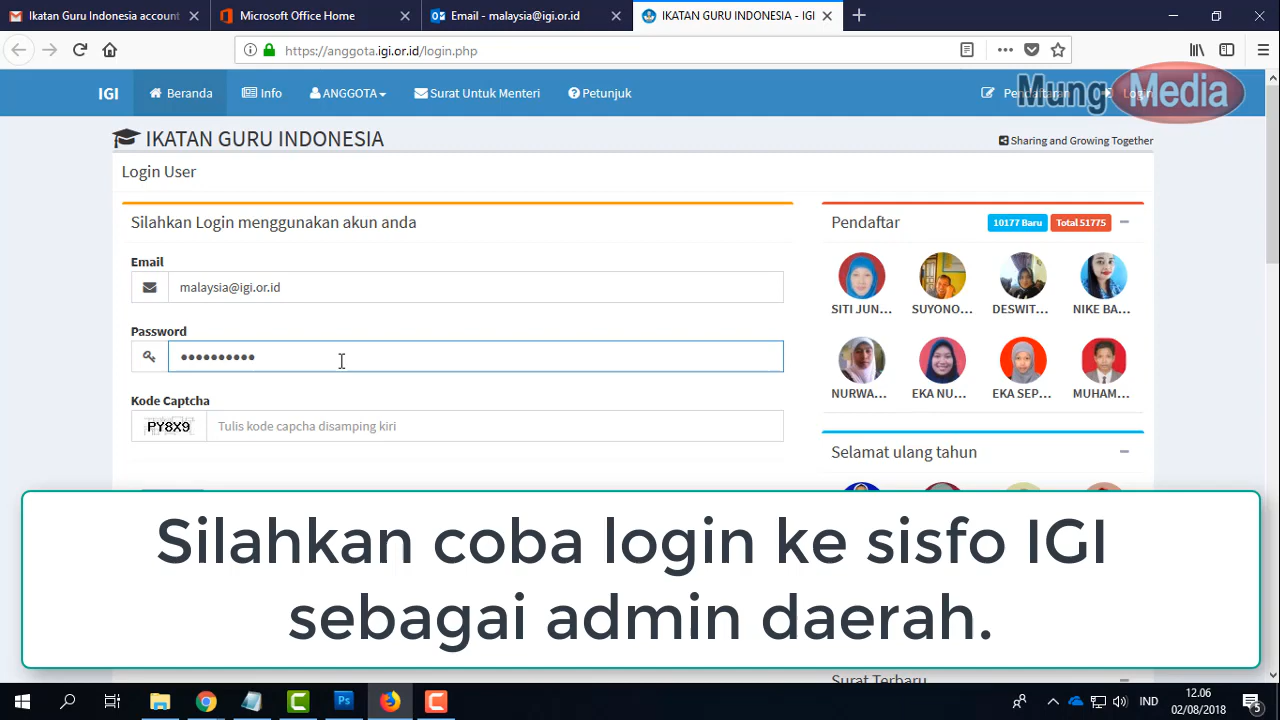 Ikatan Guru Indonesia account
Microsoft Office Home
Email - malaysia@igi.or.id
IKATAN GURU INDONESIA - IGI
https://anggota.igi.or.id/login.php
IGI
Beranda
Info
ANGGOTA
Surat Untuk Menteri
Petunjuk
Pendaftaran
Login
Mung Media
IKATAN GURU INDONESIA
Sharing and Growing Together
Login User
Silahkan Login menggunakan akun anda
Email
malaysia@igi.or.id
Password
Kode Captcha
PY8X9
Tulis kode capcha disamping kiri
Pendaftar
10177 Baru
Total 51775
SITI JUN...
SUYONO...
DESWIT...
NIKE BA...
NURWA...
EKA NU...
EKA SEP...
MUHAM...
Selamat ulang tahun
Silahkan coba login ke sisfo IGI
sebagai admin daerah.
Surat Terbaru
IND
12.06
02/08/2018
5